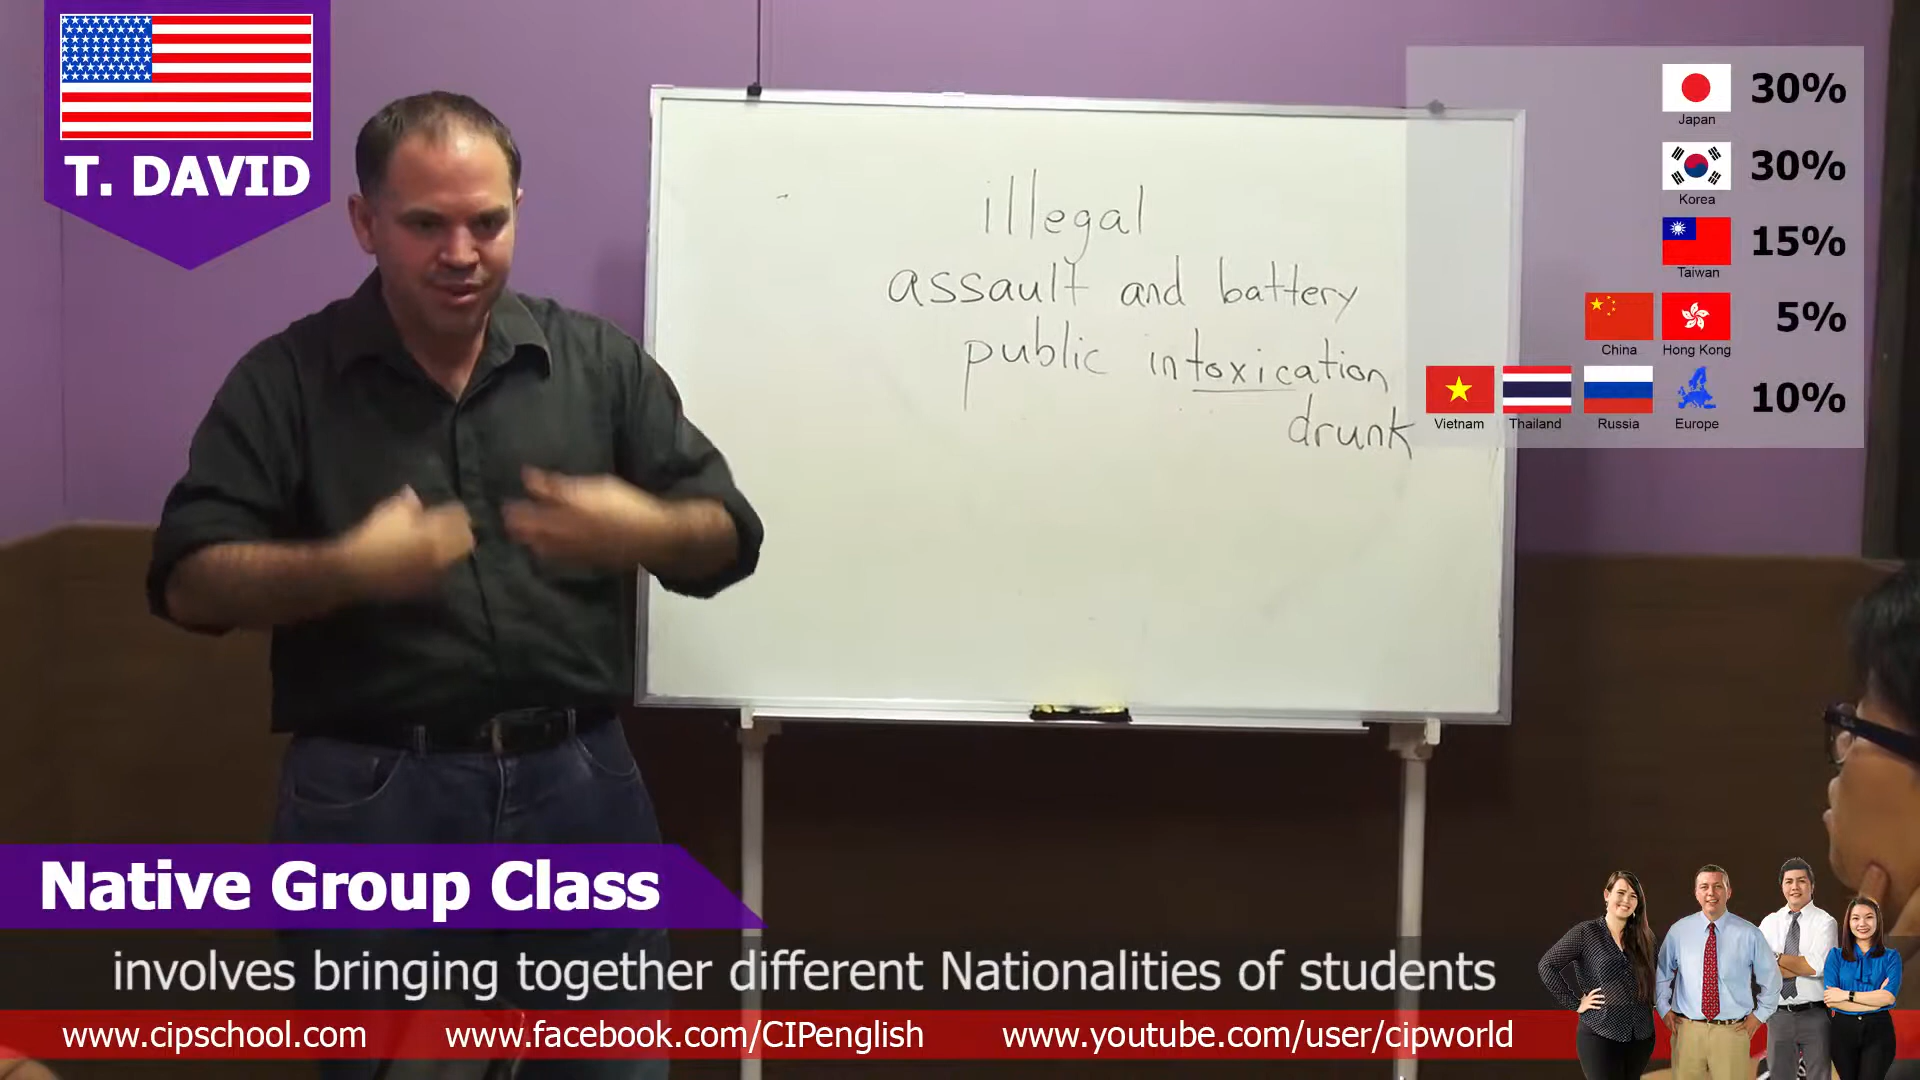 T. DAVID
illegal
assault and battery
public intoxication
drunk
30%
Japan
30%
Korea
15%
Taiwan
5%
China
Hong Kong
10%
Vietnam
Thailand
Russia
Europe
Native Group Class
involves bringing together different Nationalities of students
www.cipschool.com
www.facebook.com/CIPenglish
www.youtube.com/user/cipworld